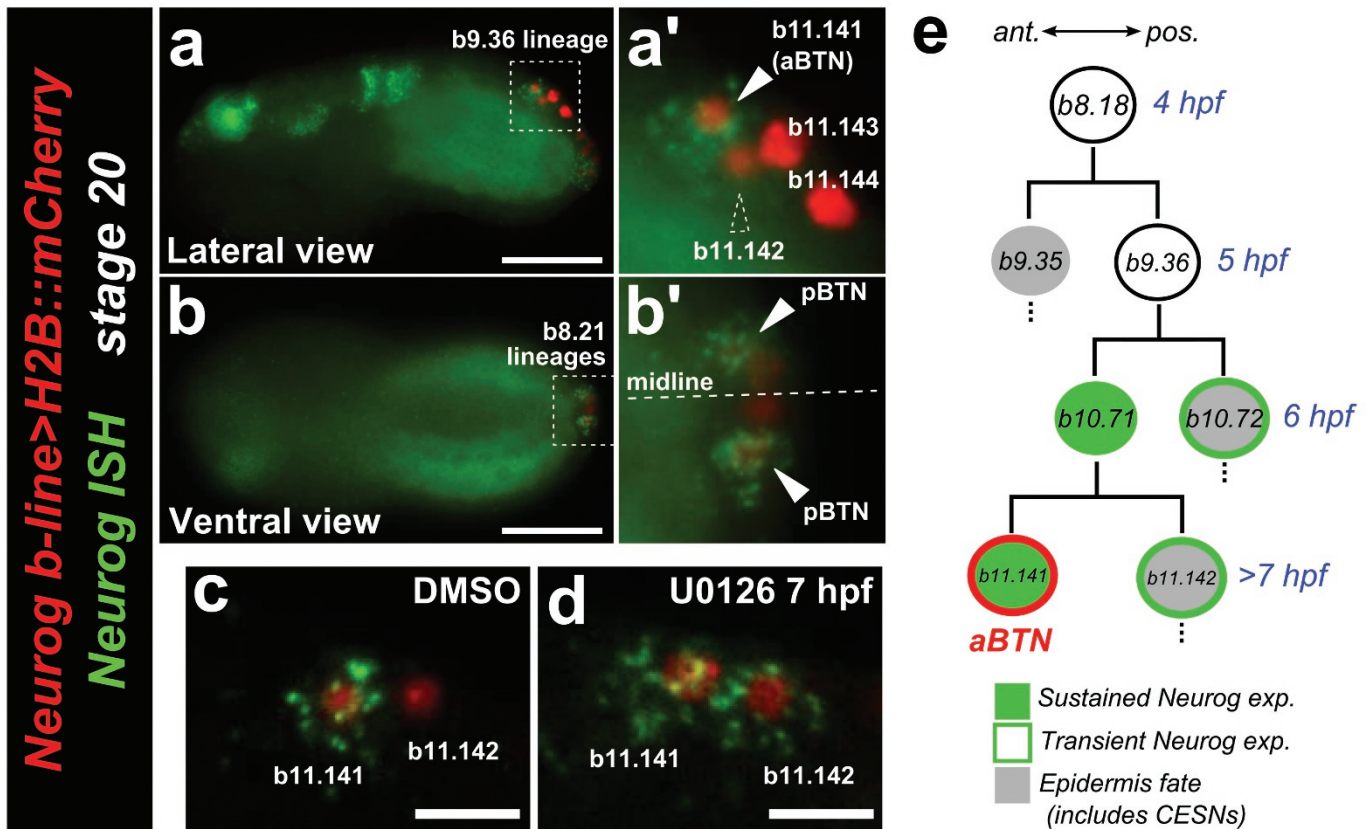 Neurog b-line>H2B::mCherry
Neurog ISH stage 20
a
b9.36 lineage
Lateral view
a'
b11.141
(aBTN)
b11.143
b11.144
b11.142
b
b8.21
lineages
Ventral view
b'
pBTN
midline
pBTN
c
DMSO
b11.141
b11.142
d
U0126 7 hpf
b11.141
b11.142
e
ant. pos.
b8.18 4 hpf
b9.35 b9.36 5 hpf
b10.71 b10.72 6 hpf
b11.141 b11.142 >7 hpf
aBTN
Sustained Neurog exp.
Transient Neurog exp.
Epidermis fate
(includes CESNs)